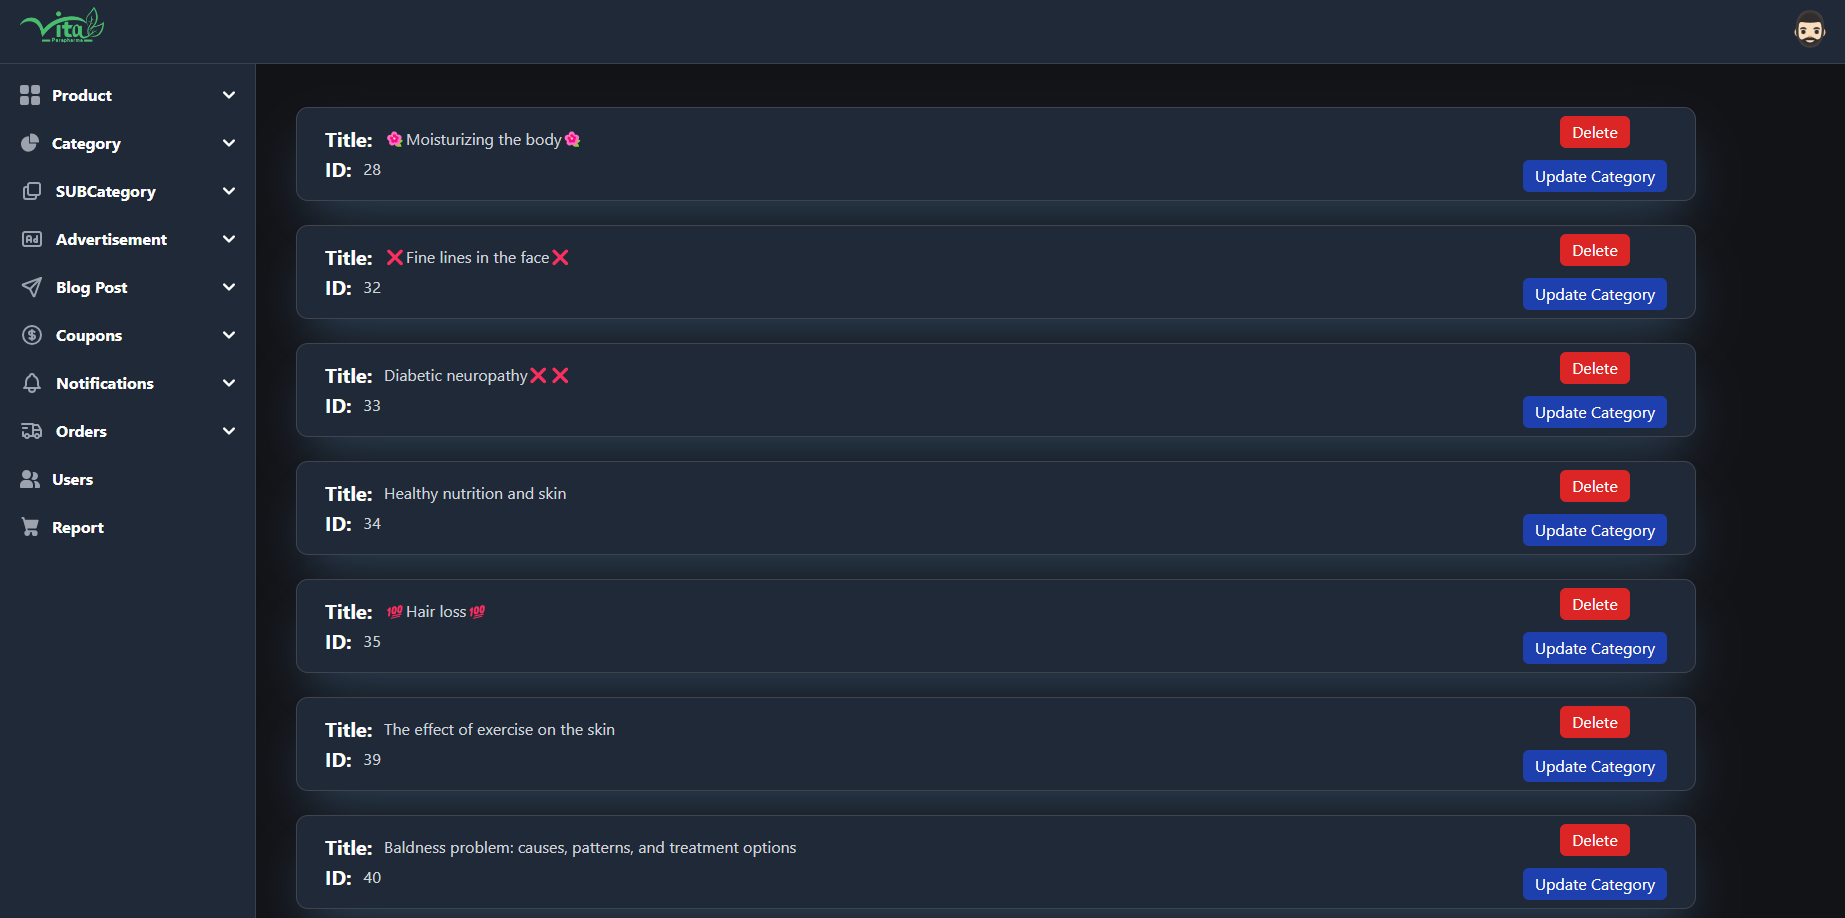 Vita
Parapharma
Product
Category
SUBCategory
Advertisement
Blog Post
Coupons
Notifications
Orders
Users
Report
Title: 🌺Moisturizing the body🌺
ID: 28
Delete
Update Category
Title: ❌Fine lines in the face❌
ID: 32
Delete
Update Category
Title: Diabetic neuropathy❌❌
ID: 33
Delete
Update Category
Title: Healthy nutrition and skin
ID: 34
Delete
Update Category
Title: 💯Hair loss💯
ID: 35
Delete
Update Category
Title: The effect of exercise on the skin
ID: 39
Delete
Update Category
Title: Baldness problem: causes, patterns, and treatment options
ID: 40
Delete
Update Category